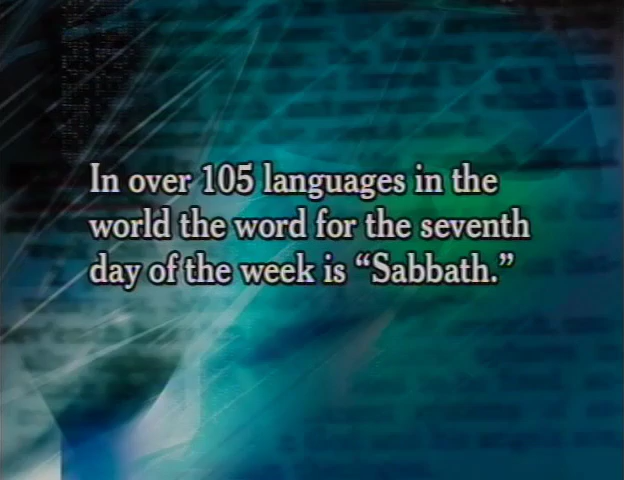 In over 105 languages in the
world the word for the seventh
day of the week is “Sabbath.”